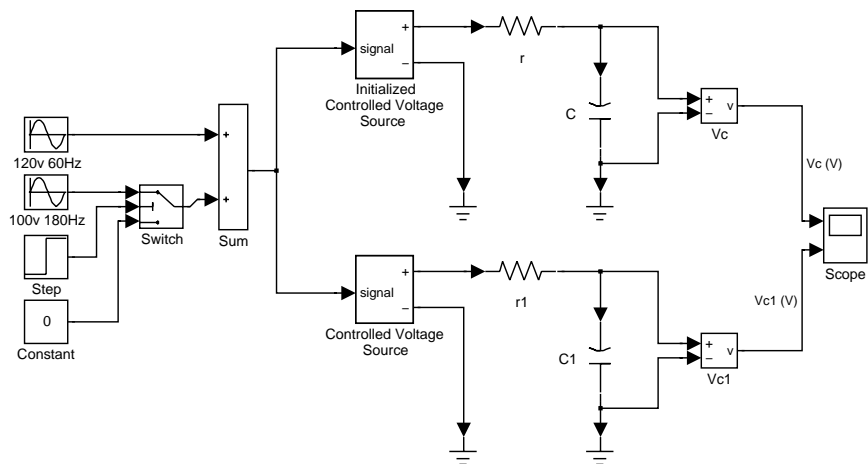 signal
+
−
Initialized
Controlled Voltage
Source
r
C
+
−
v
Vc
120v 60Hz
100v 180Hz
Switch
Step
0
Constant
+
+
Sum
Vc (V)
Scope
Vc1 (V)
signal
+
−
Controlled Voltage
Source
r1
C1
+
−
v
Vc1